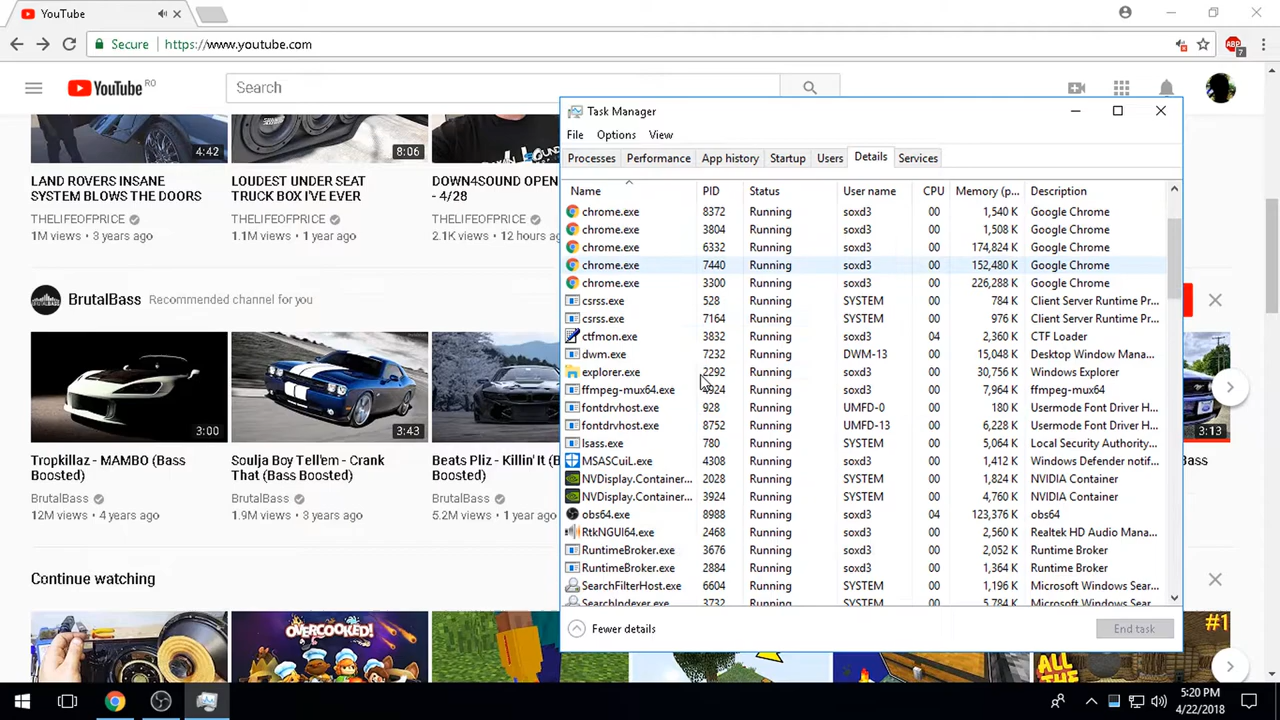 YouTube
Secure https://www.youtube.com
ABP
7
YouTube RO
Search
4:42
8:06
LAND ROVERS INSANE
SYSTEM BLOWS THE DOORS
THELIFEOFPRICE
1M views • 3 years ago
LOUDEST UNDER SEAT
TRUCK BOX I'VE EVER
THELIFEOFPRICE
1.1M views • 1 year ago
DOWN4SOUND OPEN
- 4/28
THELIFEOFPRICE
2.1K views • 12 hours ag
BrutalBass Recommended channel for you
3:00
3:43
3:13
Tropkillaz - MAMBO (Bass
Boosted)
BrutalBass
12M views • 4 years ago
Soulja Boy Tell'em - Crank
That (Bass Boosted)
BrutalBass
1.9M views • 3 years ago
Beats Pliz - Killin' It (B
Boosted)
BrutalBass
5.2M views • 1 year ago
Bass
Continue watching
OVERCOOKED!
#1
ALL
THE
Task Manager
File Options View
Processes Performance App history Startup Users Details Services
Name PID Status User name CPU Memory (p... Description
chrome.exe 8372 Running soxd3 00 1,540 K Google Chrome
chrome.exe 3804 Running soxd3 00 1,508 K Google Chrome
chrome.exe 6332 Running soxd3 00 174,824 K Google Chrome
chrome.exe 7440 Running soxd3 00 152,480 K Google Chrome
chrome.exe 3300 Running soxd3 00 226,288 K Google Chrome
csrss.exe 528 Running SYSTEM 00 784 K Client Server Runtime Pr...
csrss.exe 7164 Running SYSTEM 00 976 K Client Server Runtime Pr...
ctfmon.exe 3832 Running soxd3 04 2,360 K CTF Loader
dwm.exe 7232 Running DWM-13 00 15,048 K Desktop Window Mana...
explorer.exe 2292 Running soxd3 00 30,756 K Windows Explorer
ffmpeg-mux64.exe 4924 Running soxd3 00 7,964 K ffmpeg-mux64
fontdrvhost.exe 928 Running UMFD-0 00 180 K Usermode Font Driver H...
fontdrvhost.exe 8752 Running UMFD-13 00 6,228 K Usermode Font Driver H...
lsass.exe 780 Running SYSTEM 00 5,064 K Local Security Authority...
MSASCuiL.exe 4308 Running soxd3 00 1,412 K Windows Defender notif...
NVDisplay.Container... 2028 Running SYSTEM 00 1,824 K NVIDIA Container
NVDisplay.Container... 3924 Running SYSTEM 00 4,760 K NVIDIA Container
obs64.exe 8988 Running soxd3 04 123,376 K obs64
RtkNGUI64.exe 2468 Running soxd3 00 2,560 K Realtek HD Audio Mana...
RuntimeBroker.exe 3676 Running soxd3 00 2,052 K Runtime Broker
RuntimeBroker.exe 2884 Running soxd3 00 1,364 K Runtime Broker
SearchFilterHost.exe 6604 Running SYSTEM 00 1,196 K Microsoft Windows Sear...
SearchIndexer.exe 3732 Running SYSTEM 00 5,784 K Microsoft Windows Sear...
Fewer details
End task
5:20 PM
4/22/2018